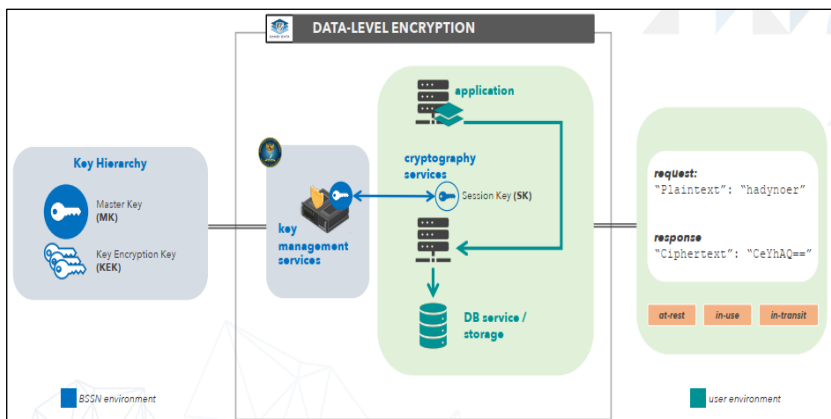 DATA-LEVEL ENCRYPTION
Key Hierarchy
Master Key
(MK)
Key Encryption Key
(KEK)
key
management
services
application
cryptography
services
Session Key (SK)
DB service /
storage
request:
"Plaintext": "hadynoer"
response
"Ciphertext": "CeYhAQ=="
at-rest
in-use
in-transit
BSSN environment
user environment